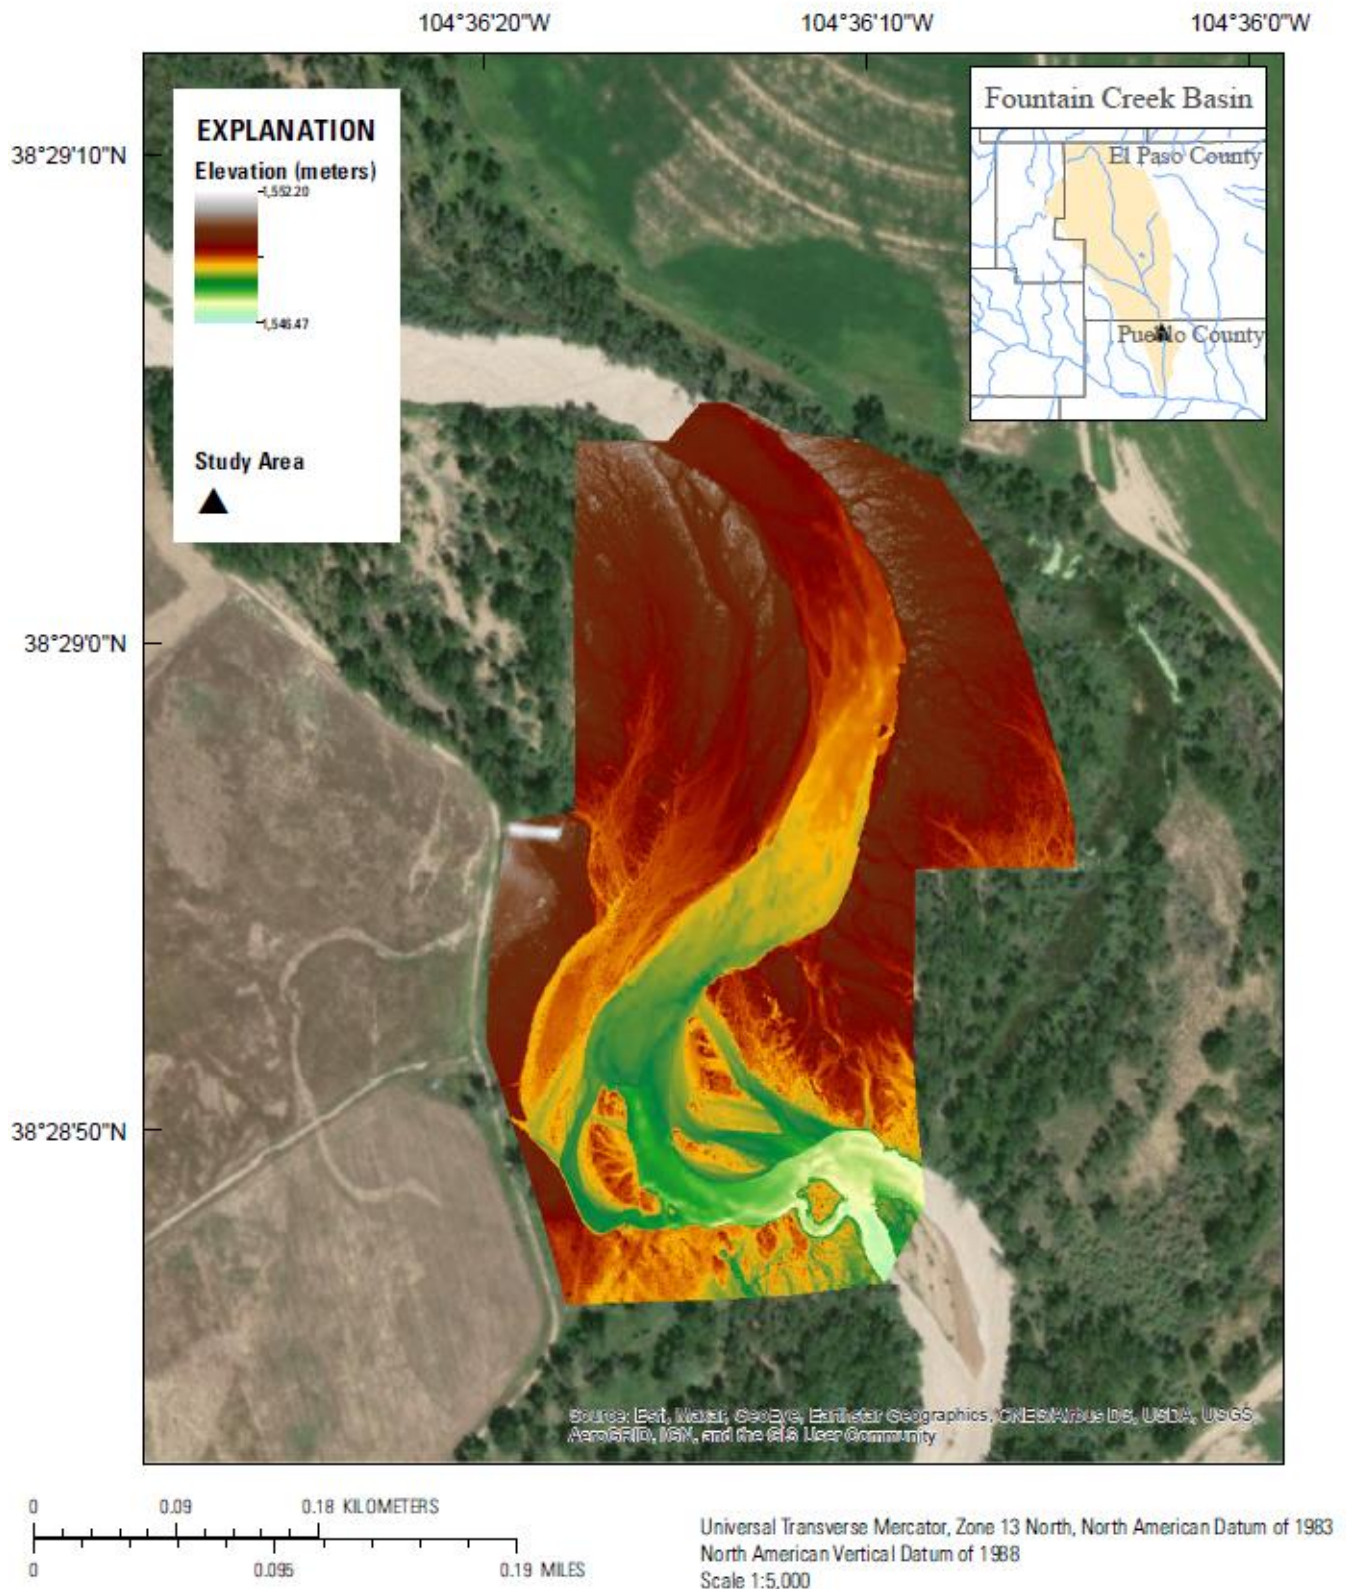 104°36'20"W 104°36'10"W 104°36'0"W
38°29'10"N
38°29'0"N
38°28'50"N
EXPLANATION
Elevation (meters)
1,552.20
1,546.47
Study Area
Fountain Creek Basin
El Paso County
Pueblo County
Source: Esri, Maxar, GeoEye, Earthstar Geographics, CNES/Airbus DS, USDA, USGS,
AeroGRID, IGN, and the GIS User Community
0 0.09 0.18 KILOMETERS
0 0.095 0.19 MILES
Universal Transverse Mercator, Zone 13 North, North American Datum of 1983
North American Vertical Datum of 1988
Scale 1:5,000